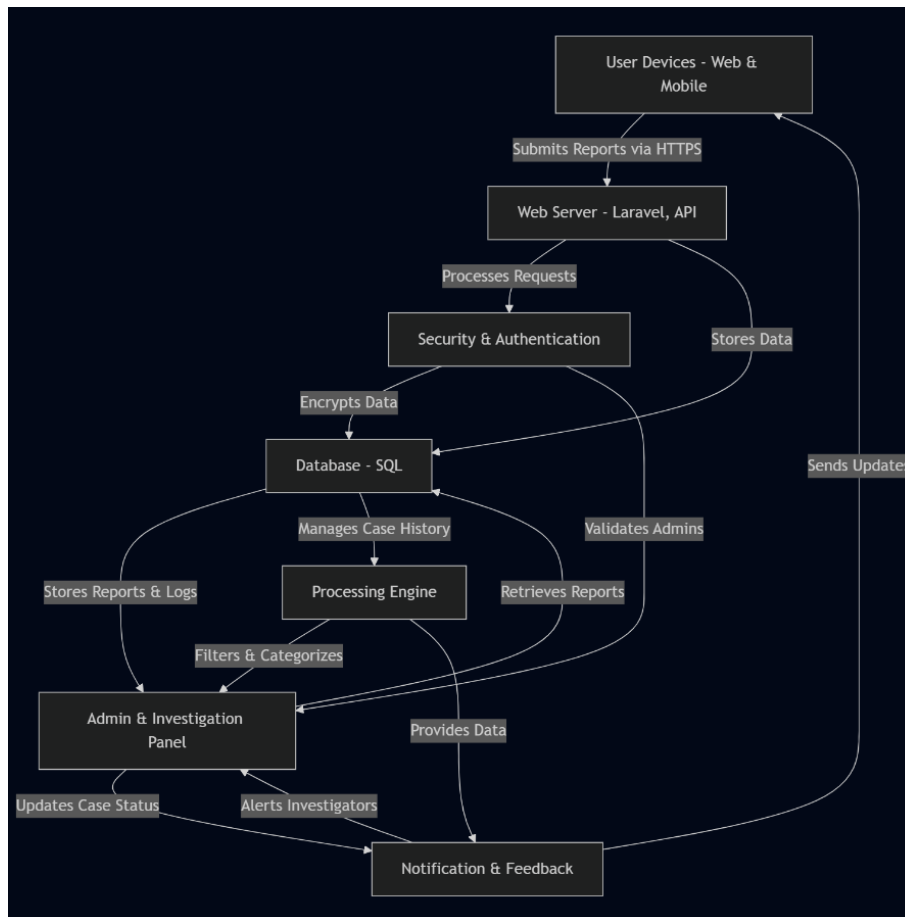 User Devices - Web &
Mobile
Submits Reports via HTTPS
Web Server - Laravel, API
Processes Requests
Security & Authentication
Stores Data
Encrypts Data
Database - SQL
Sends Updates
Manages Case History
Validates Admins
Stores Reports & Logs
Processing Engine
Retrieves Reports
Filters & Categorizes
Admin & Investigation
Panel
Provides Data
Updates Case Status
Alerts Investigators
Notification & Feedback